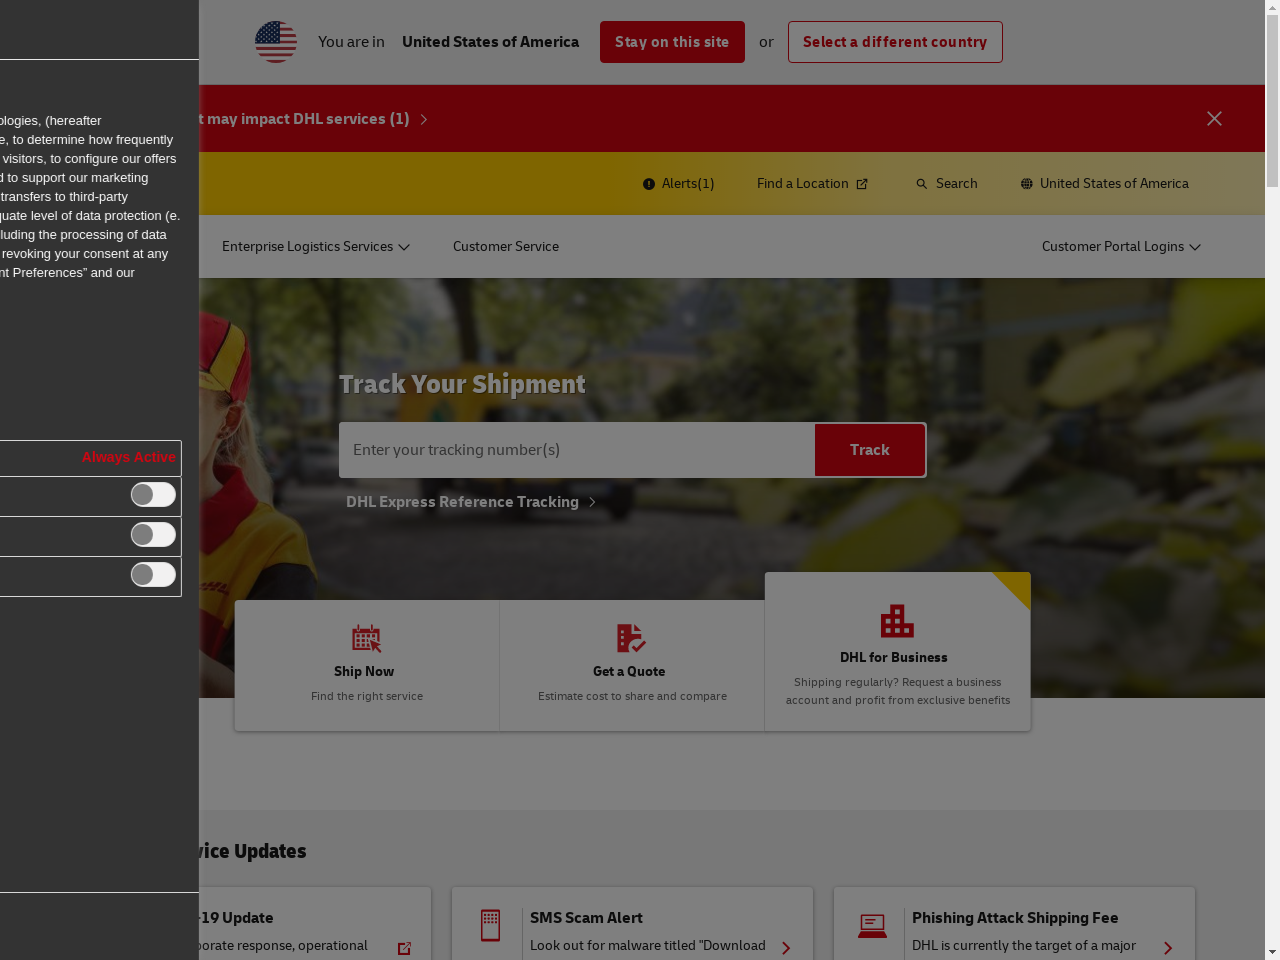 You are in United States of America Stay on this site or Select a different country
t may impact DHL services (1)
Alerts(1) Find a Location Search United States of America
Enterprise Logistics Services Customer Service Customer Portal Logins
ologies, (hereafter
e, to determine how frequently
visitors, to configure our offers
d to support our marketing
transfers to third-party
quate level of data protection (e.
luding the processing of data
revoking your consent at any
nt Preferences” and our
Track Your Shipment
Enter your tracking number(s) Track
DHL Express Reference Tracking
Always Active
Ship Now
Find the right service
Get a Quote
Estimate cost to share and compare
DHL for Business
Shipping regularly? Request a business
account and profit from exclusive benefits
vice Updates
-19 Update
porate response, operational
SMS Scam Alert
Look out for malware titled "Download
Phishing Attack Shipping Fee
DHL is currently the target of a major